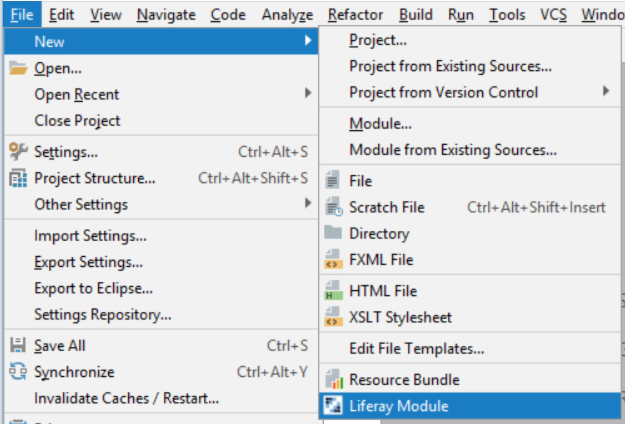 File Edit View Navigate Code Analyze Refactor Build Run Tools VCS
New
Open...
Open Recent
Close Project
Settings... Ctrl+Alt+S
Project Structure... Ctrl+Alt+Shift+S
Other Settings
Import Settings...
Export Settings...
Export to Eclipse...
Settings Repository...
Save All Ctrl+S
Synchronize Ctrl+Alt+Y
Invalidate Caches / Restart...
Project...
Project from Existing Sources...
Project from Version Control
Module...
Module from Existing Sources...
File
Scratch File Ctrl+Alt+Shift+Insert
Directory
FXML File
HTML File
XSLT Stylesheet
Edit File Templates...
Resource Bundle
Liferay Module